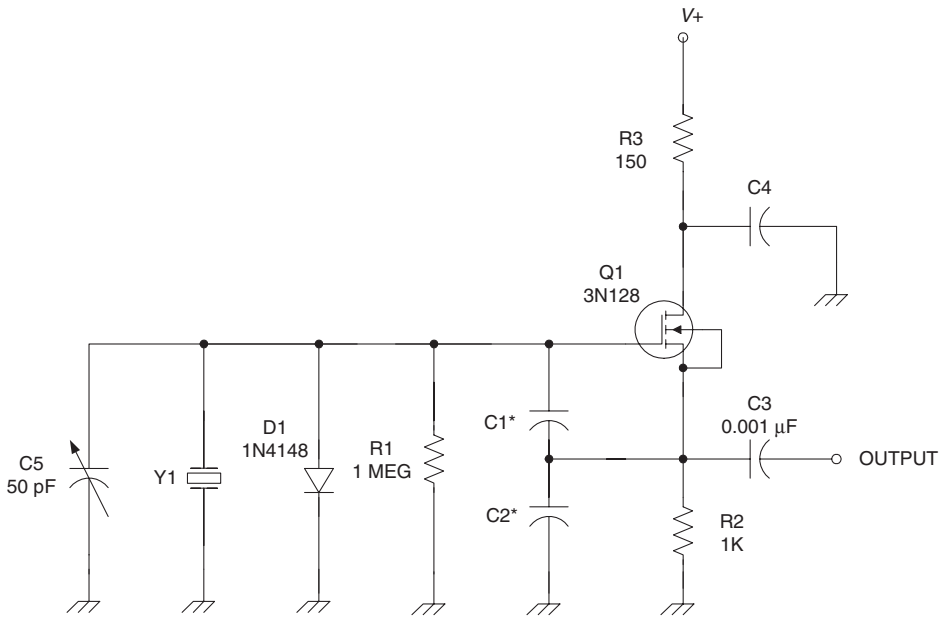 V+
R3
150
C4
Q1
3N128
C3
0.001 μF
OUTPUT
C1*
D1
1N4148
R1
1 MEG
C5
50 pF
Y1
C2*
R2
1K